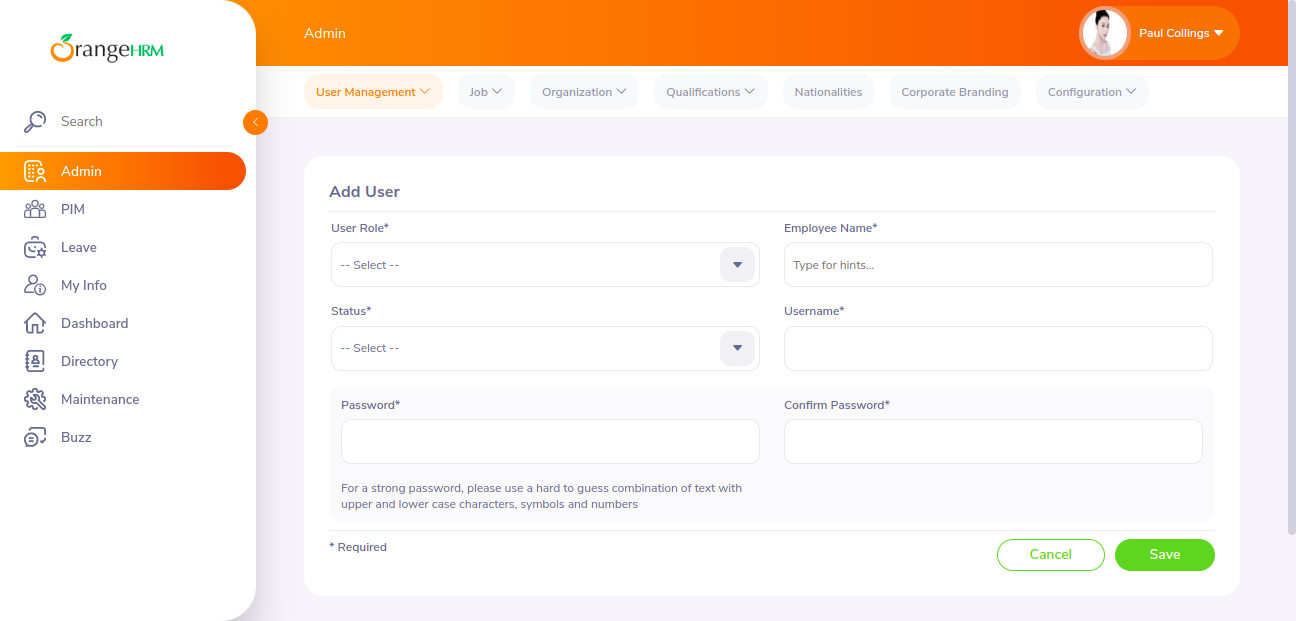 OrangeHRM
Admin
Paul Collings
User Management
Job
Organization
Qualifications
Nationalities
Corporate Branding
Configuration
Search
Admin
PIM
Leave
My Info
Dashboard
Directory
Maintenance
Buzz
Add User
User Role*
Employee Name*
-- Select --
Type for hints...
Status*
Username*
-- Select --
Password*
Confirm Password*
For a strong password, please use a hard to guess combination of text with
upper and lower case characters, symbols and numbers
* Required
Cancel
Save